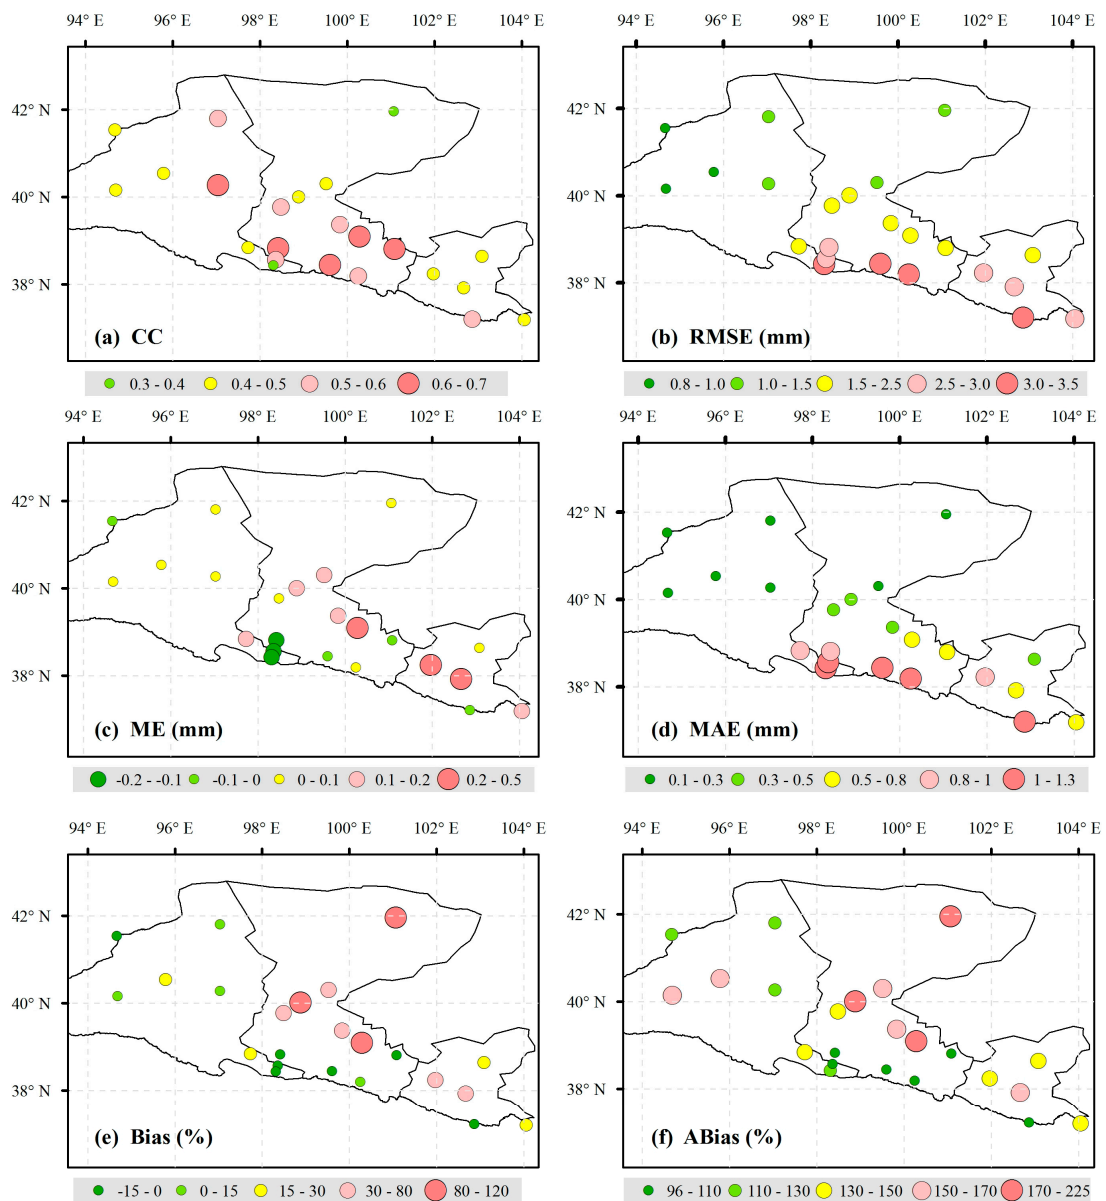 94° E 96° E 98° E 100° E 102° E 104° E
42° N
40° N
38° N
(a) CC
0.3 - 0.4 0.4 - 0.5 0.5 - 0.6 0.6 - 0.7
94° E 96° E 98° E 100° E 102° E 104° E
42° N
40° N
38° N
(b) RMSE (mm)
0.8 - 1.0 1.0 - 1.5 1.5 - 2.5 2.5 - 3.0 3.0 - 3.5
94° E 96° E 98° E 100° E 102° E 104° E
42° N
40° N
38° N
(c) ME (mm)
-0.2 - -0.1 -0.1 - 0 0 - 0.1 0.1 - 0.2 0.2 - 0.5
94° E 96° E 98° E 100° E 102° E 104° E
42° N
40° N
38° N
(d) MAE (mm)
0.1 - 0.3 0.3 - 0.5 0.5 - 0.8 0.8 - 1 1 - 1.3
94° E 96° E 98° E 100° E 102° E 104° E
42° N
40° N
38° N
(e) Bias (%)
-15 - 0 0 - 15 15 - 30 30 - 80 80 - 120
94° E 96° E 98° E 100° E 102° E 104° E
42° N
40° N
38° N
(f) ABias (%)
96 - 110 110 - 130 130 - 150 150 - 170 170 - 225